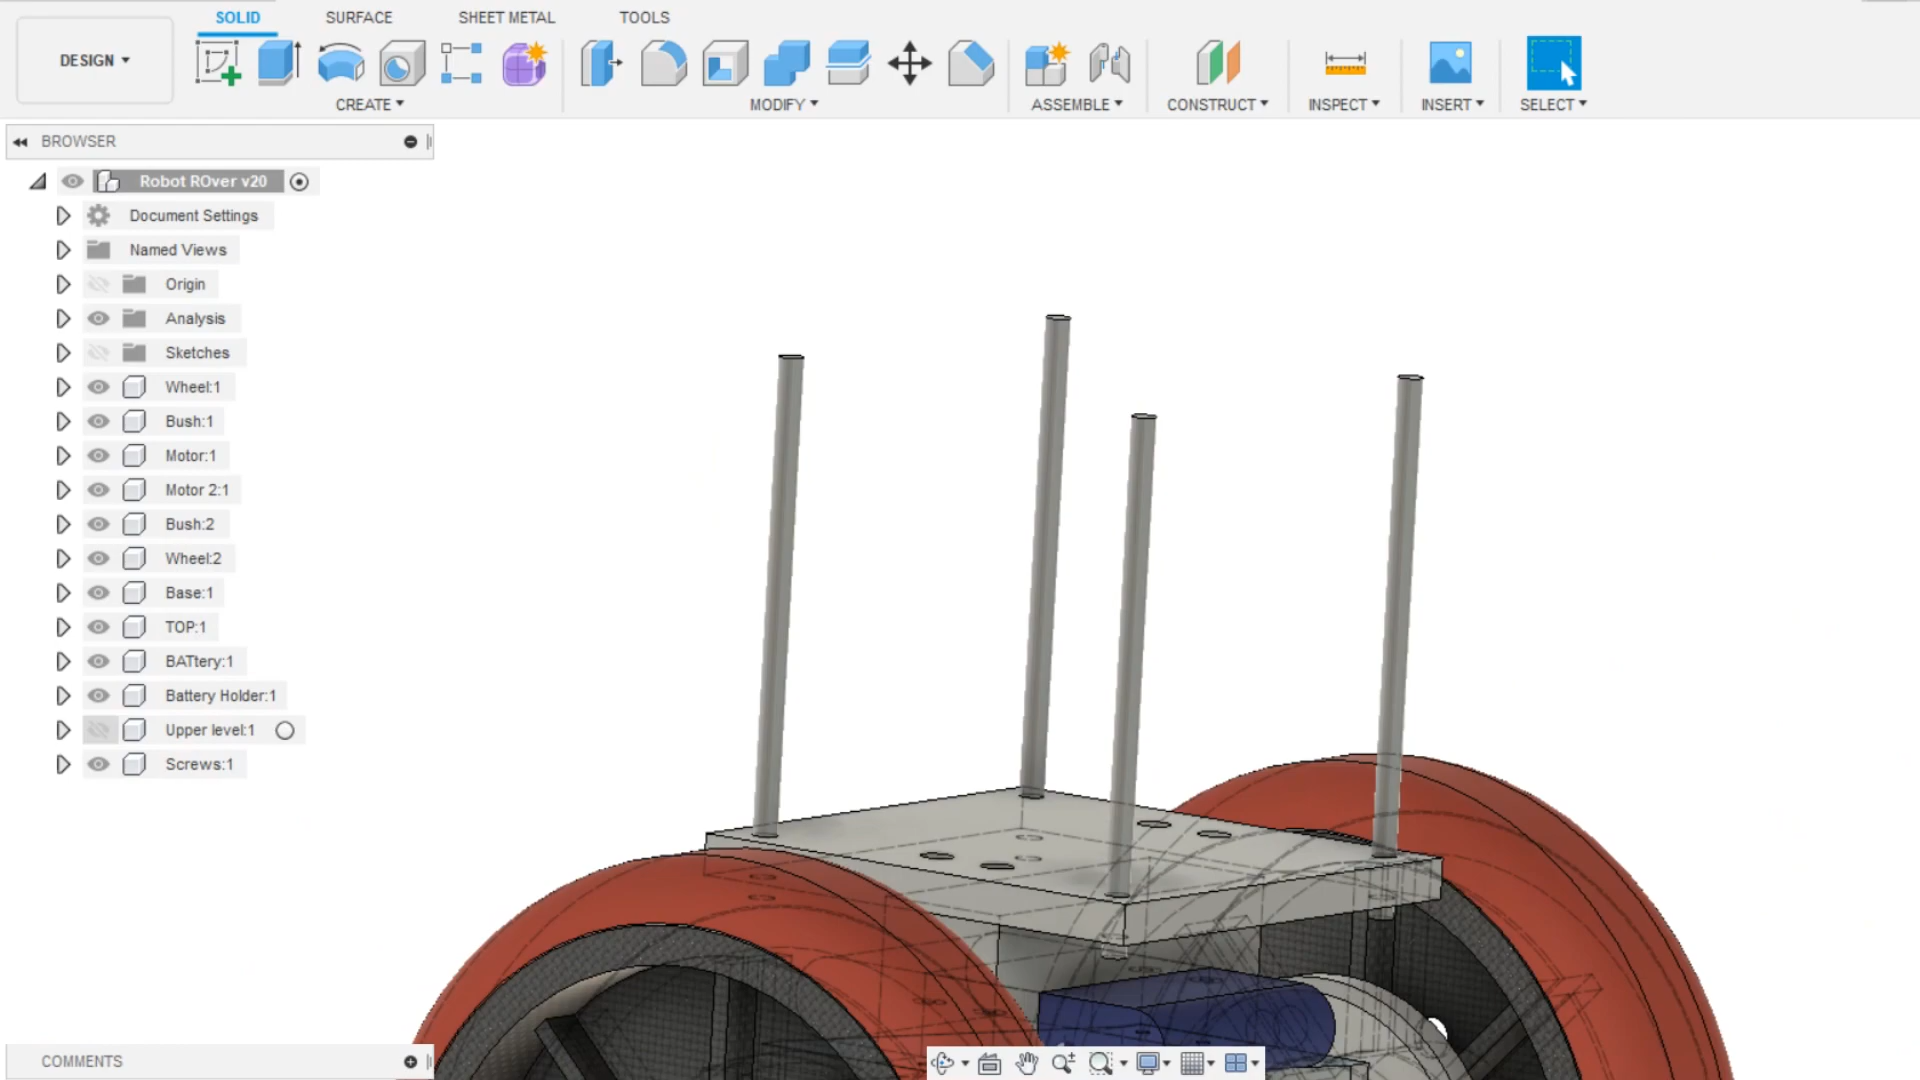 SOLID SURFACE SHEET METAL TOOLS
DESIGN ▾
CREATE ▾ MODIFY ▾ ASSEMBLE ▾ CONSTRUCT ▾ INSPECT ▾ INSERT ▾ SELECT ▾
BROWSER
Robot ROver v20
Document Settings
Named Views
Origin
Analysis
Sketches
Wheel:1
Bush:1
Motor:1
Motor 2:1
Bush:2
Wheel:2
Base:1
TOP:1
BATtery:1
Battery Holder:1
Upper level:1
Screws:1
COMMENTS